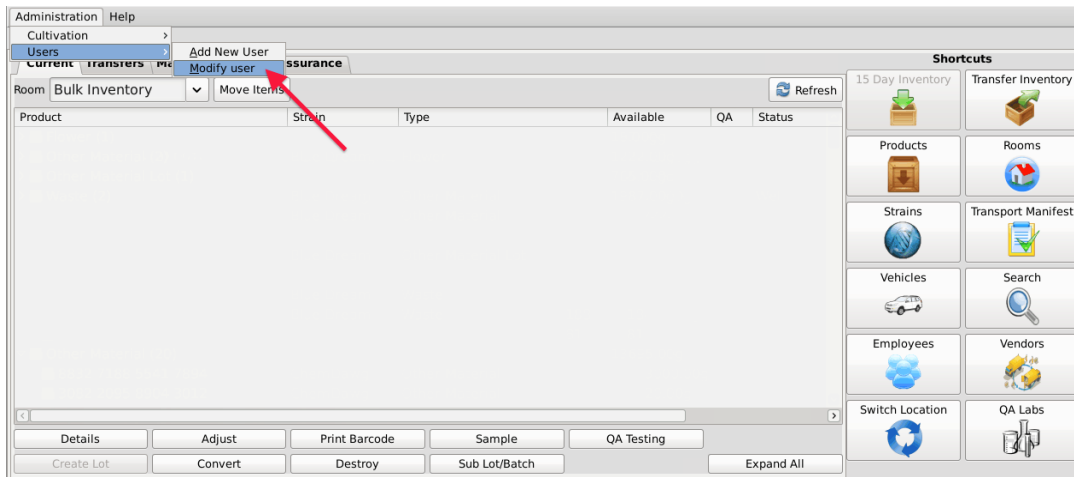 Administration Help
Cultivation
Users
Add New User
Modify user
Current Transfers ssurance
Room Bulk Inventory Move Items
Refresh
Product Strain Type Available QA Status
Details Adjust Print Barcode Sample QA Testing
Create Lot Convert Destroy Sub Lot/Batch Expand All
Shortcuts
15 Day Inventory Transfer Inventory
Products Rooms
Strains Transport Manifest
Vehicles Search
Employees Vendors
Switch Location QA Labs